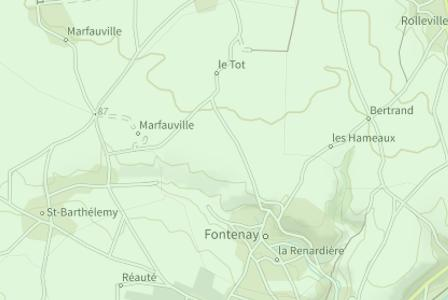 Rolleville
Marfauville
le Tot
87
Bertrand
Marfauville
les Hameaux
St-Barthélemy
Fontenay
la Renardière
Réauté